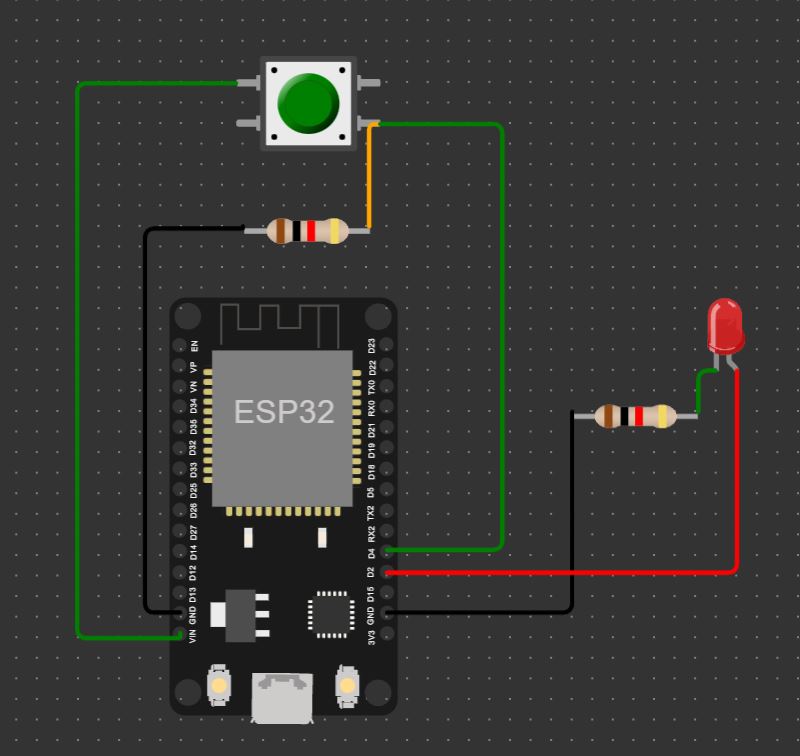 ESP32
EN
VP
VN
D34
D35
D32
D33
D25
D26
D27
D14
D12
D13
GND
VIN
D23
D22
TX0
RX0
D21
D19
D18
D5
TX2
RX2
D4
D2
D15
GND
3V3